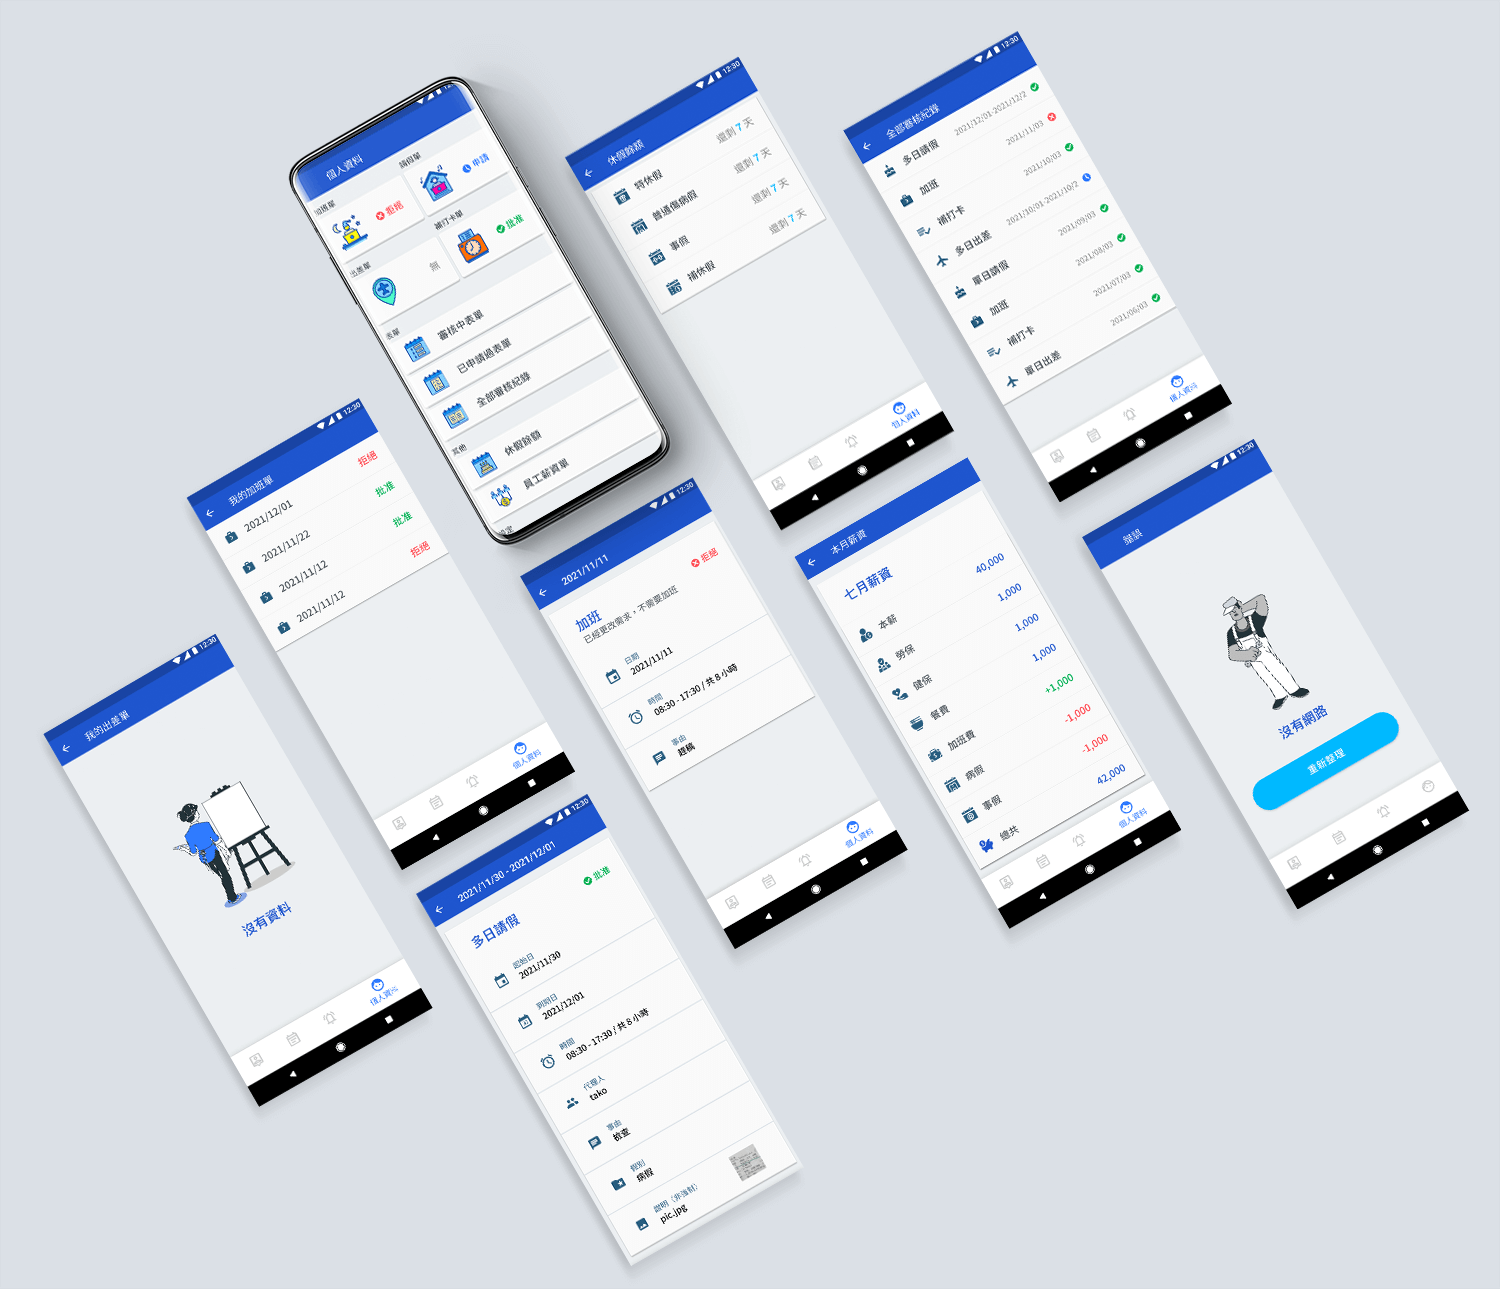 個人資料
加班單
拒絕
請假單
申請
出差單
無
補打卡單
批准
表單
審核中表單
已申請過表單
全部審核紀錄
其他
休假餘額
員工薪資單
設定
12:30
休假餘額
特休假
還剩 7 天
普通傷病假
還剩 7 天
事假
還剩 7 天
補休假
還剩 7 天
個人資料
12:30
全部審核紀錄
多日請假
2021/12/01-2021/12/2
加班
2021/11/03
補打卡
2021/10/03
多日出差
2021/10/01-2021/10/2
單日請假
2021/09/03
加班
2021/08/03
補打卡
2021/07/03
單日出差
2021/06/03
個人資料
12:30
我的加班單
2021/12/01
拒絕
2021/11/22
批准
2021/11/12
批准
2021/11/12
拒絕
個人資料
12:30
2021/11/11
加班
拒絕
已經更改需求，不需要加班
日期
2021/11/11
時間
08:30 - 17:30 / 共 8 小時
事由
趕稿
個人資料
本月薪資
七月薪資
本薪
40,000
勞保
1,000
健保
1,000
餐費
1,000
加班費
+1,000
病假
-1,000
事假
-1,000
總共
42,000
個人資料
12:30
錯誤
沒有網路
重新整理
12:30
我的出差單
沒有資料
個人資料
12:30
2021/11/30 - 2021/12/01
多日請假
批准
起始日
2021/11/30
到期日
2021/12/01
時間
08:30 - 17:30 / 共 8 小時
代理人
tako
事由
檢查
假別
病假
證明（非強制）
pic.jpg